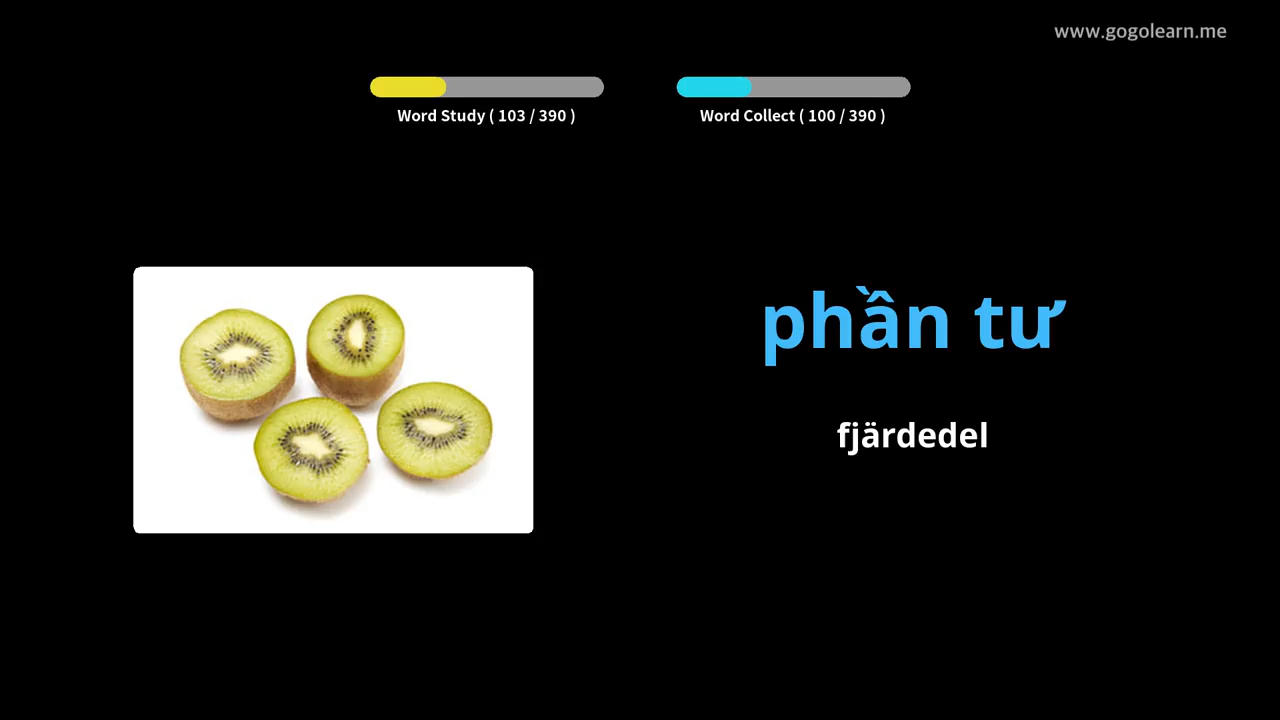 www.gogolearn.me
Word Study ( 103 / 390 )
Word Collect ( 100 / 390 )
phần tư
fjärdedel